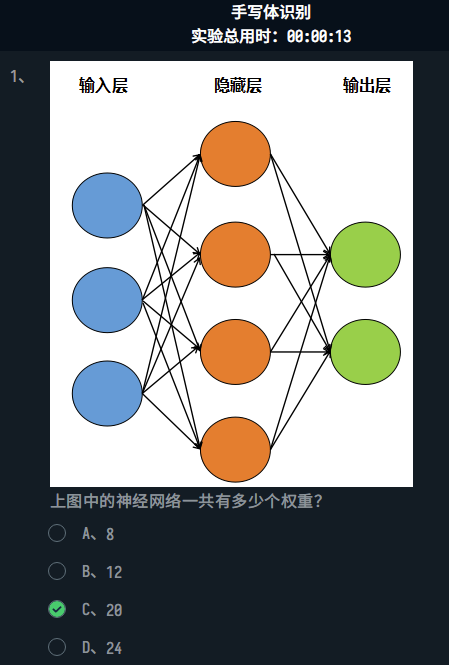 手写体识别
实验总用时：00:00:13
1、
输入层 隐藏层 输出层
上图中的神经网络一共有多少个权重？
A、8
B、12
C、20
D、24